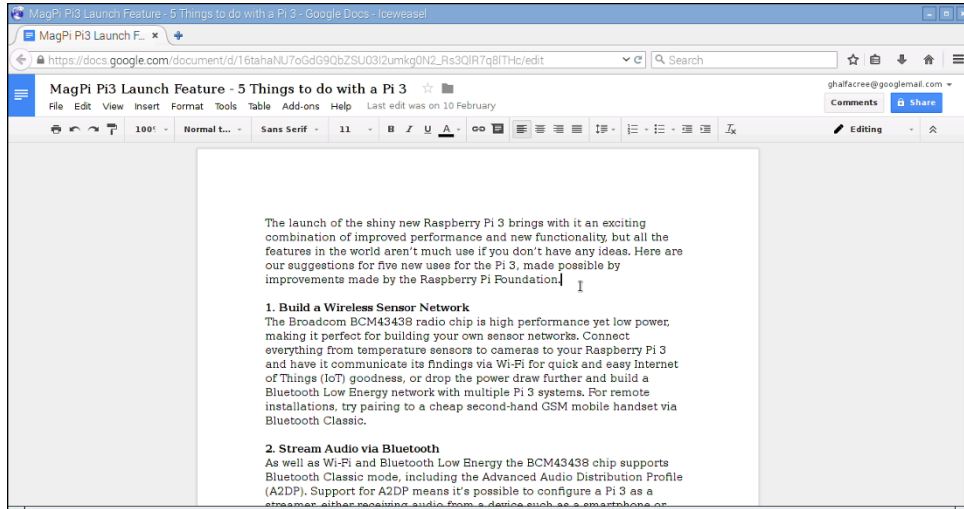 MagPi Pi3 Launch Feature - 5 Things to do with a Pi 3 - Google Docs - Iceweasel
MagPi Pi3 Launch F...
https://docs.google.com/document/d/16tahaNU7oGdG9QbZSU03I2umkg0N2_Rs3QlR7q8lTHc/edit
Search
MagPi Pi3 Launch Feature - 5 Things to do with a Pi 3
ghalfacree@googlemail.com
File Edit View Insert Format Tools Table Add-ons Help Last edit was on 10 February
Comments Share
Normal t... Sans Serif 11 B I U A Editing
The launch of the shiny new Raspberry Pi 3 brings with it an exciting
combination of improved performance and new functionality, but all the
features in the world aren't much use if you don't have any ideas. Here are
our suggestions for five new uses for the Pi 3, made possible by
improvements made by the Raspberry Pi Foundation.
1. Build a Wireless Sensor Network
The Broadcom BCM43438 radio chip is high performance yet low power,
making it perfect for building your own sensor networks. Connect
everything from temperature sensors to cameras to your Raspberry Pi 3
and have it communicate its findings via Wi-Fi for quick and easy Internet
of Things (IoT) goodness, or drop the power draw further and build a
Bluetooth Low Energy network with multiple Pi 3 systems. For remote
installations, try pairing to a cheap second-hand GSM mobile handset via
Bluetooth Classic.
2. Stream Audio via Bluetooth
As well as Wi-Fi and Bluetooth Low Energy the BCM43438 chip supports
Bluetooth Classic mode, including the Advanced Audio Distribution Profile
(A2DP). Support for A2DP means it's possible to configure a Pi 3 as a
streamer, either receiving audio from a device such as a smartphone or